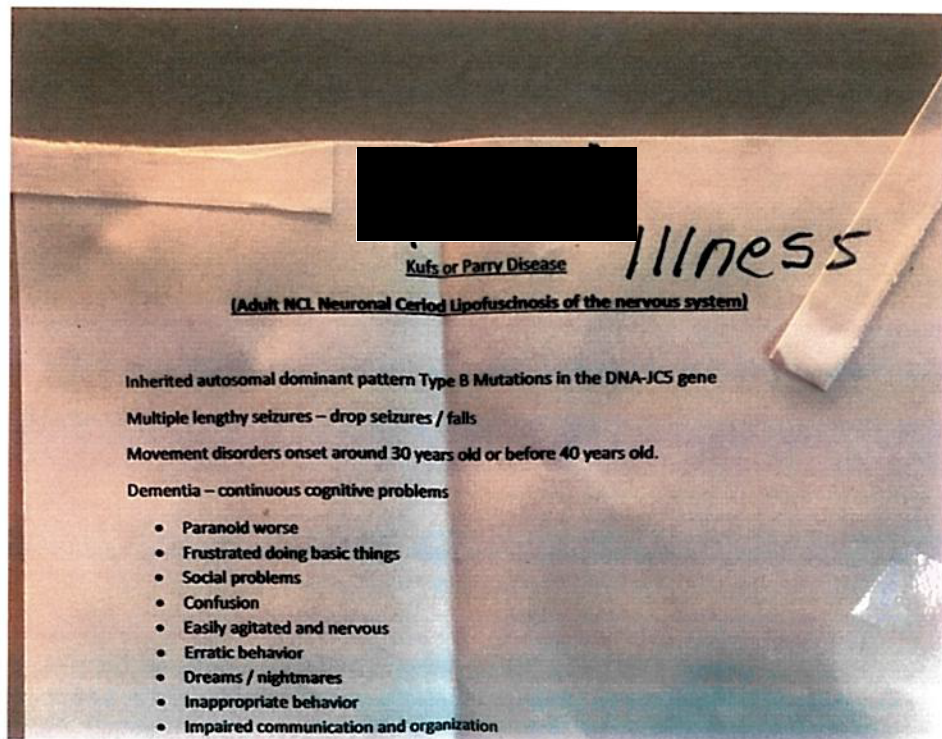 Illness
Kufs or Parry Disease
(Adult NCL Neuronal Ceriod Lipofuscinosis of the nervous system)
Inherited autosomal dominant pattern Type B Mutations in the DNA-JC5 gene
Multiple lengthy seizures – drop seizures / falls
Movement disorders onset around 30 years old or before 40 years old.
Dementia – continuous cognitive problems
• Paranoid worse
• Frustrated doing basic things
• Social problems
• Confusion
• Easily agitated and nervous
• Erratic behavior
• Dreams / nightmares
• Inappropriate behavior
• Impaired communication and organization